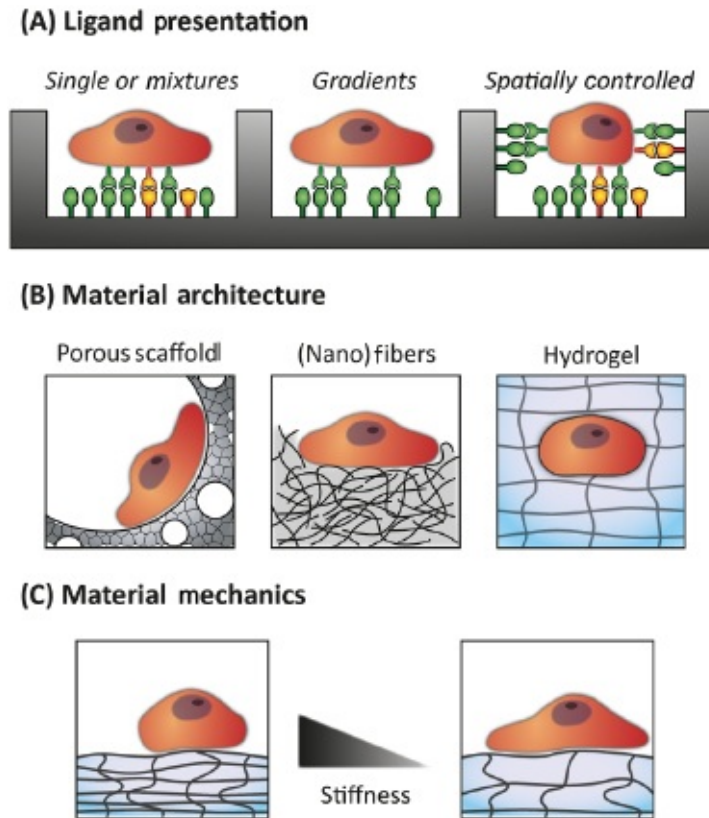 (A) Ligand presentation
Single or mixtures Gradients Spatially controlled
(B) Material architecture
Porous scaffold (Nano)fibers Hydrogel
(C) Material mechanics
Stiffness